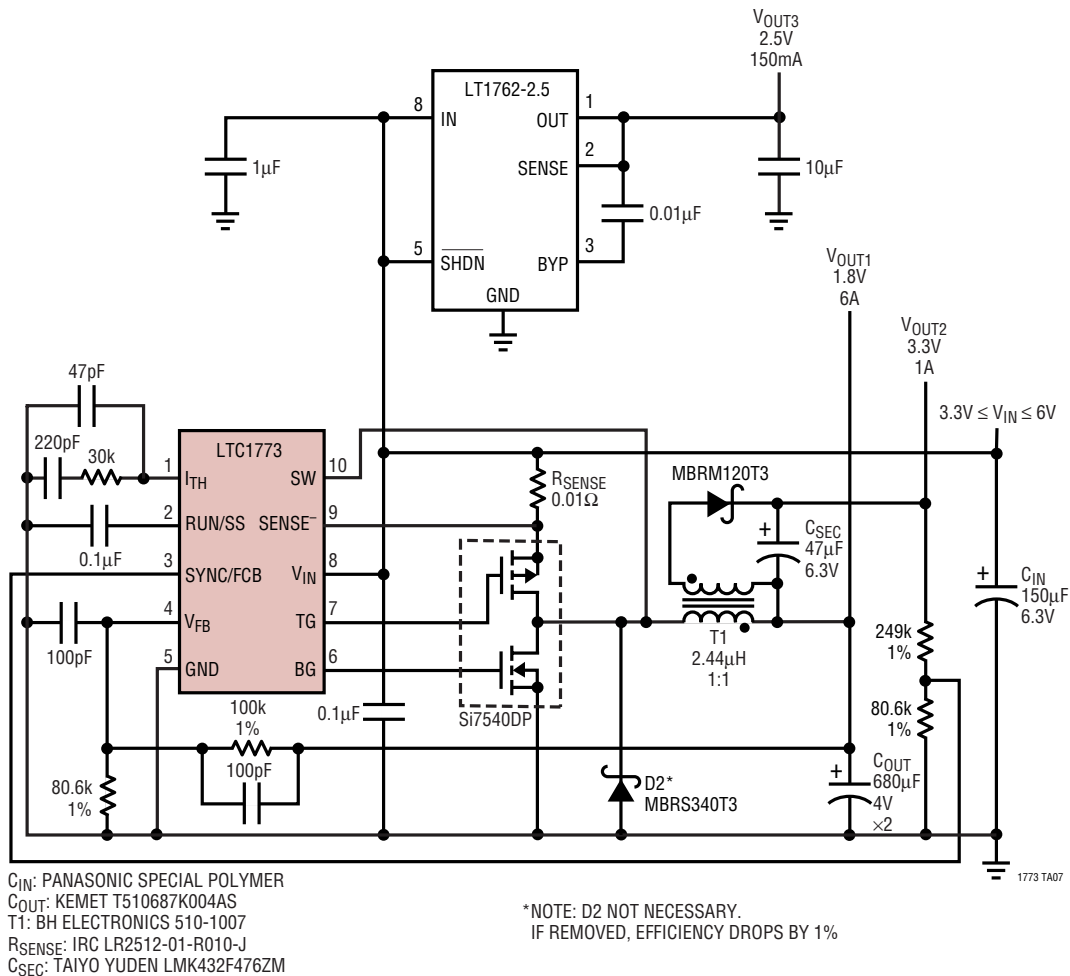 VOUT3
2.5V
150mA
LT1762-2.5
8
IN
OUT
1
SENSE
2
1µF
10µF
0.01µF
5
SHDN
BYP
3
GND
VOUT1
1.8V
6A
VOUT2
3.3V
1A
3.3V ≤ VIN ≤ 6V
47pF
220pF
30k
LTC1773
1
ITH
SW
10
RSENSE
0.01Ω
MBRM120T3
2
RUN/SS
SENSE–
9
0.1µF
CSEC
47µF
6.3V
3
SYNC/FCB
VIN
8
CIN
150µF
6.3V
4
VFB
TG
7
100pF
T1
2.44µH
1:1
249k
1%
5
GND
BG
6
Si7540DP
100k
1%
0.1µF
80.6k
1%
100pF
80.6k
1%
D2*
MBRS340T3
COUT
680µF
4V
×2
1773 TA07
CIN: PANASONIC SPECIAL POLYMER
COUT: KEMET T510687K004AS
T1: BH ELECTRONICS 510-1007
RSENSE: IRC LR2512-01-R010-J
CSEC: TAIYO YUDEN LMK432F476ZM
*NOTE: D2 NOT NECESSARY.
IF REMOVED, EFFICIENCY DROPS BY 1%